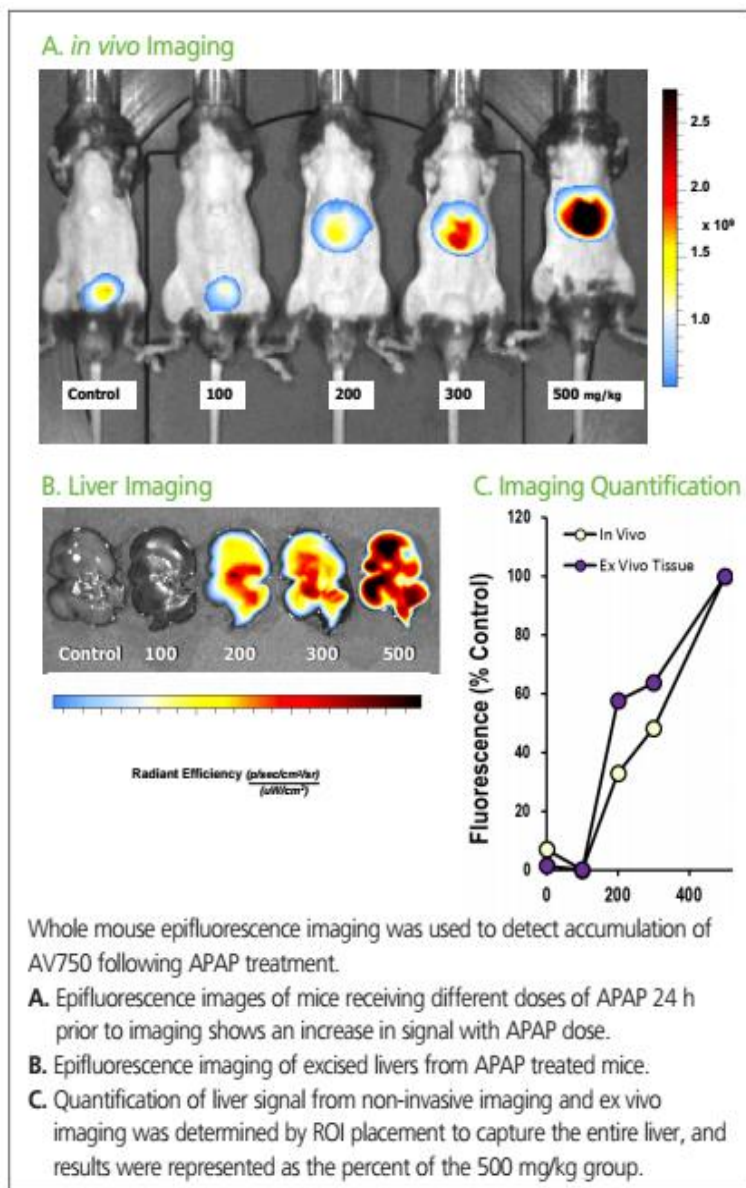 A. in vivo Imaging
2.5
2.0
x 10⁹
1.5
1.0
Control 100 200 300 500 mg/kg
B. Liver Imaging
Control 100 200 300 500
Radiant Efficiency (p/sec/cm²/sr)
(uW/cm²)
C. Imaging Quantification
120
100
80
60
40
20
0
Fluorescence (% Control)
In Vivo
Ex Vivo Tissue
0 200 400
Whole mouse epifluorescence imaging was used to detect accumulation of
AV750 following APAP treatment.
A. Epifluorescence images of mice receiving different doses of APAP 24 h
prior to imaging shows an increase in signal with APAP dose.
B. Epifluorescence imaging of excised livers from APAP treated mice.
C. Quantification of liver signal from non-invasive imaging and ex vivo
imaging was determined by ROI placement to capture the entire liver, and
results were represented as the percent of the 500 mg/kg group.